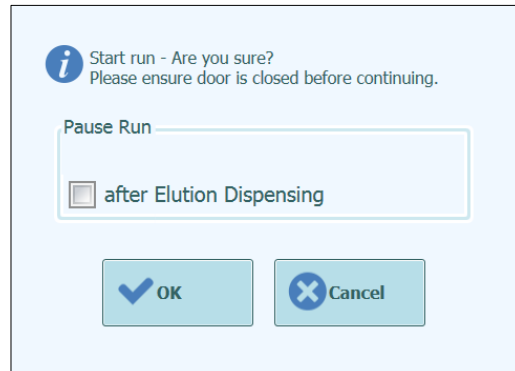 Start run - Are you sure?
Please ensure door is closed before continuing.
Pause Run
after Elution Dispensing
OK
Cancel